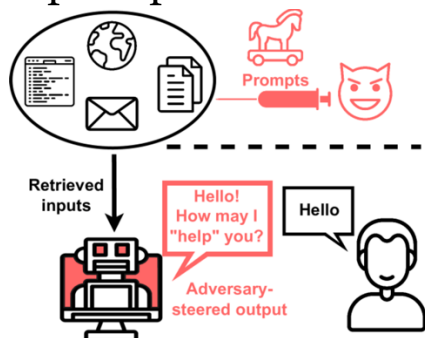 Prompts
Retrieved
inputs
Hello!
How may I
"help" you?
Hello
Adversary-
steered output